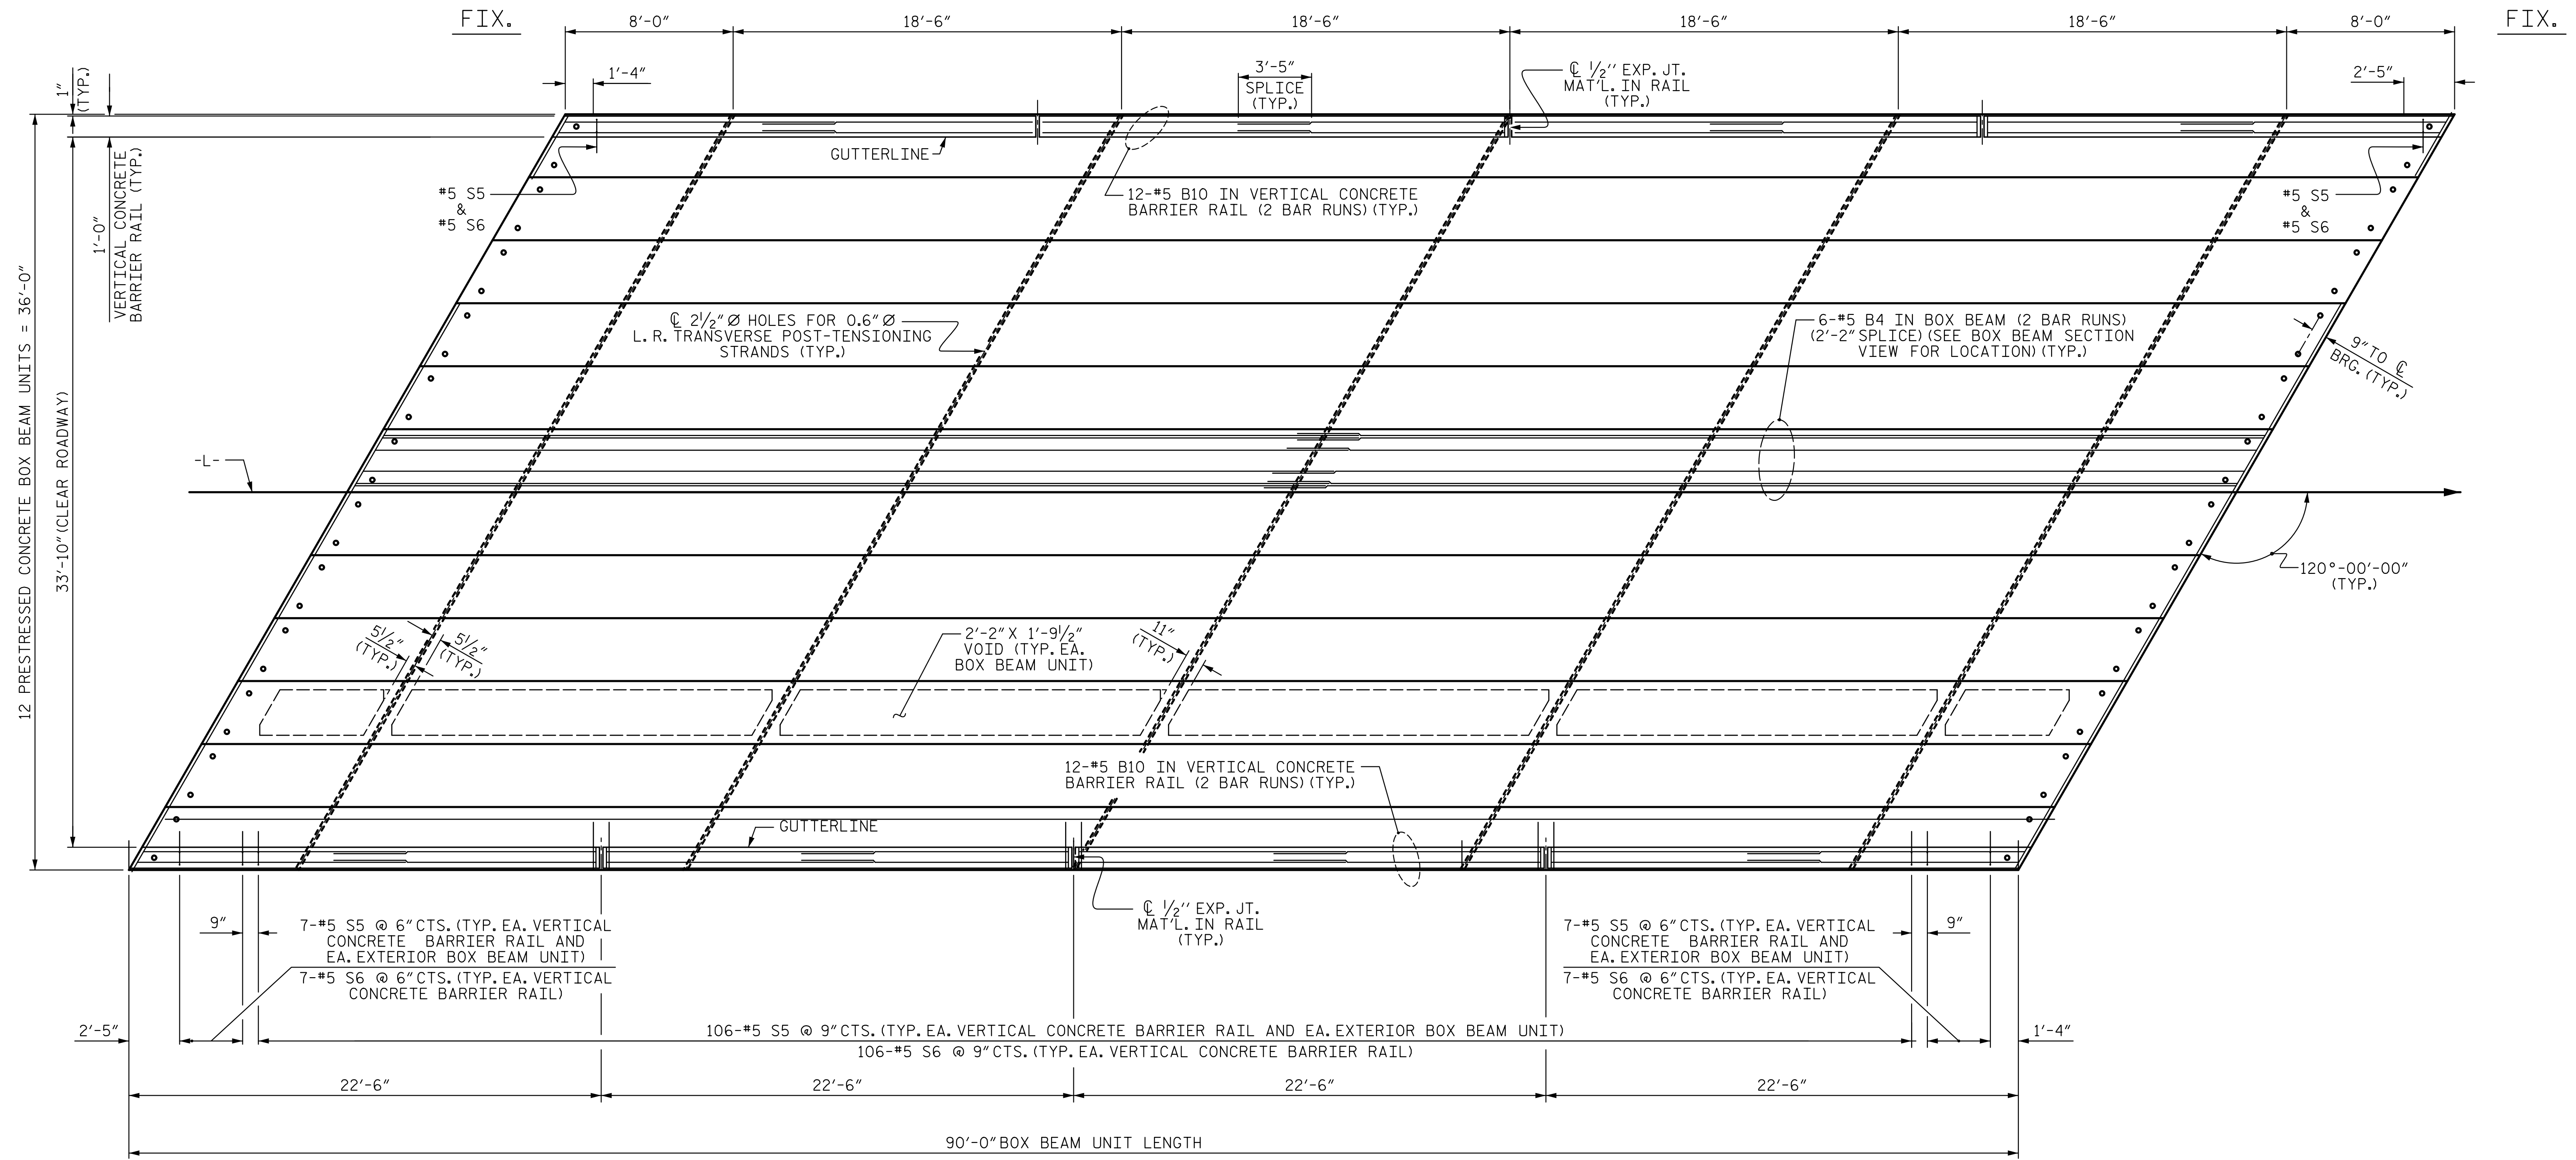 FIX.
8'-0"
18'-6"
18'-6"
18'-6"
18'-6"
8'-0"
FIX.
1"
(TYP.)
1'-4"
3'-5"
SPLICE
(TYP.)
℄ 1/2" EXP. JT.
MAT'L. IN RAIL
(TYP.)
2'-5"
GUTTERLINE
1'-0"
VERTICAL CONCRETE
BARRIER RAIL (TYP.)
#5 S5
&
#5 S6
12-#5 B10 IN VERTICAL CONCRETE
BARRIER RAIL (2 BAR RUNS) (TYP.)
#5 S5
&
#5 S6
12 PRESTRESSED CONCRETE BOX BEAM UNITS = 36'-0"
33'-10" (CLEAR ROADWAY)
℄ 2 1/2" Ø HOLES FOR 0.6" Ø
L. R. TRANSVERSE POST-TENSIONING
STRANDS (TYP.)
6-#5 B4 IN BOX BEAM (2 BAR RUNS)
(2'-2" SPLICE) (SEE BOX BEAM SECTION
VIEW FOR LOCATION) (TYP.)
9" TO ℄
BRG. (TYP.)
-L-
120°-00'-00"
(TYP.)
5 1/2"
(TYP.)
5 1/2"
(TYP.)
2'-2" X 1'-9 1/2"
VOID (TYP. EA.
BOX BEAM UNIT)
11"
(TYP.)
12-#5 B10 IN VERTICAL CONCRETE
BARRIER RAIL (2 BAR RUNS) (TYP.)
GUTTERLINE
℄ 1/2" EXP. JT.
MAT'L. IN RAIL
(TYP.)
9"
7-#5 S5 @ 6" CTS. (TYP. EA. VERTICAL
CONCRETE BARRIER RAIL AND
EA. EXTERIOR BOX BEAM UNIT)
7-#5 S6 @ 6" CTS. (TYP. EA. VERTICAL
CONCRETE BARRIER RAIL)
7-#5 S5 @ 6" CTS. (TYP. EA. VERTICAL
CONCRETE BARRIER RAIL AND
EA. EXTERIOR BOX BEAM UNIT)
7-#5 S6 @ 6" CTS. (TYP. EA. VERTICAL
CONCRETE BARRIER RAIL)
9"
2'-5"
106-#5 S5 @ 9" CTS. (TYP. EA. VERTICAL CONCRETE BARRIER RAIL AND EA. EXTERIOR BOX BEAM UNIT)
106-#5 S6 @ 9" CTS. (TYP. EA. VERTICAL CONCRETE BARRIER RAIL)
1'-4"
22'-6"
22'-6"
22'-6"
22'-6"
90'-0" BOX BEAM UNIT LENGTH